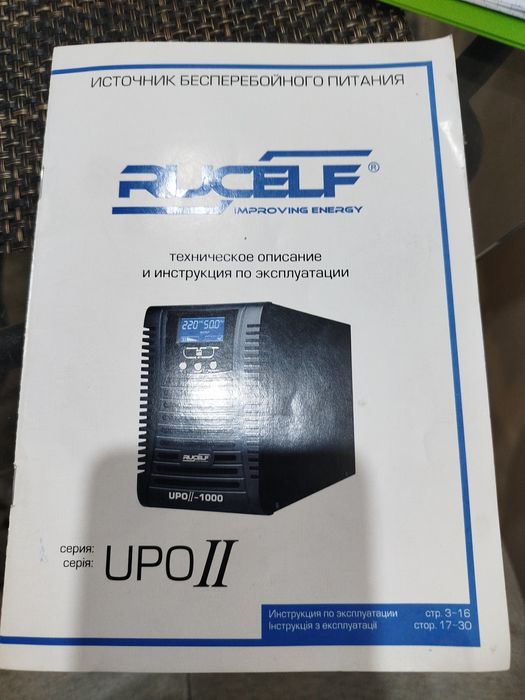 ИСТОЧНИК БЕСПЕРЕБОЙНОГО ПИТАНИЯ
RUCELF®
IMPROVING ENERGY
техническое описание
и инструкция по эксплуатации
220 50.0
RUCELF
UPO II-1000
серия:
серія:
UPO II
Инструкция по эксплуатации стр. 3-16
Інструкція з експлуатації стор. 17-30